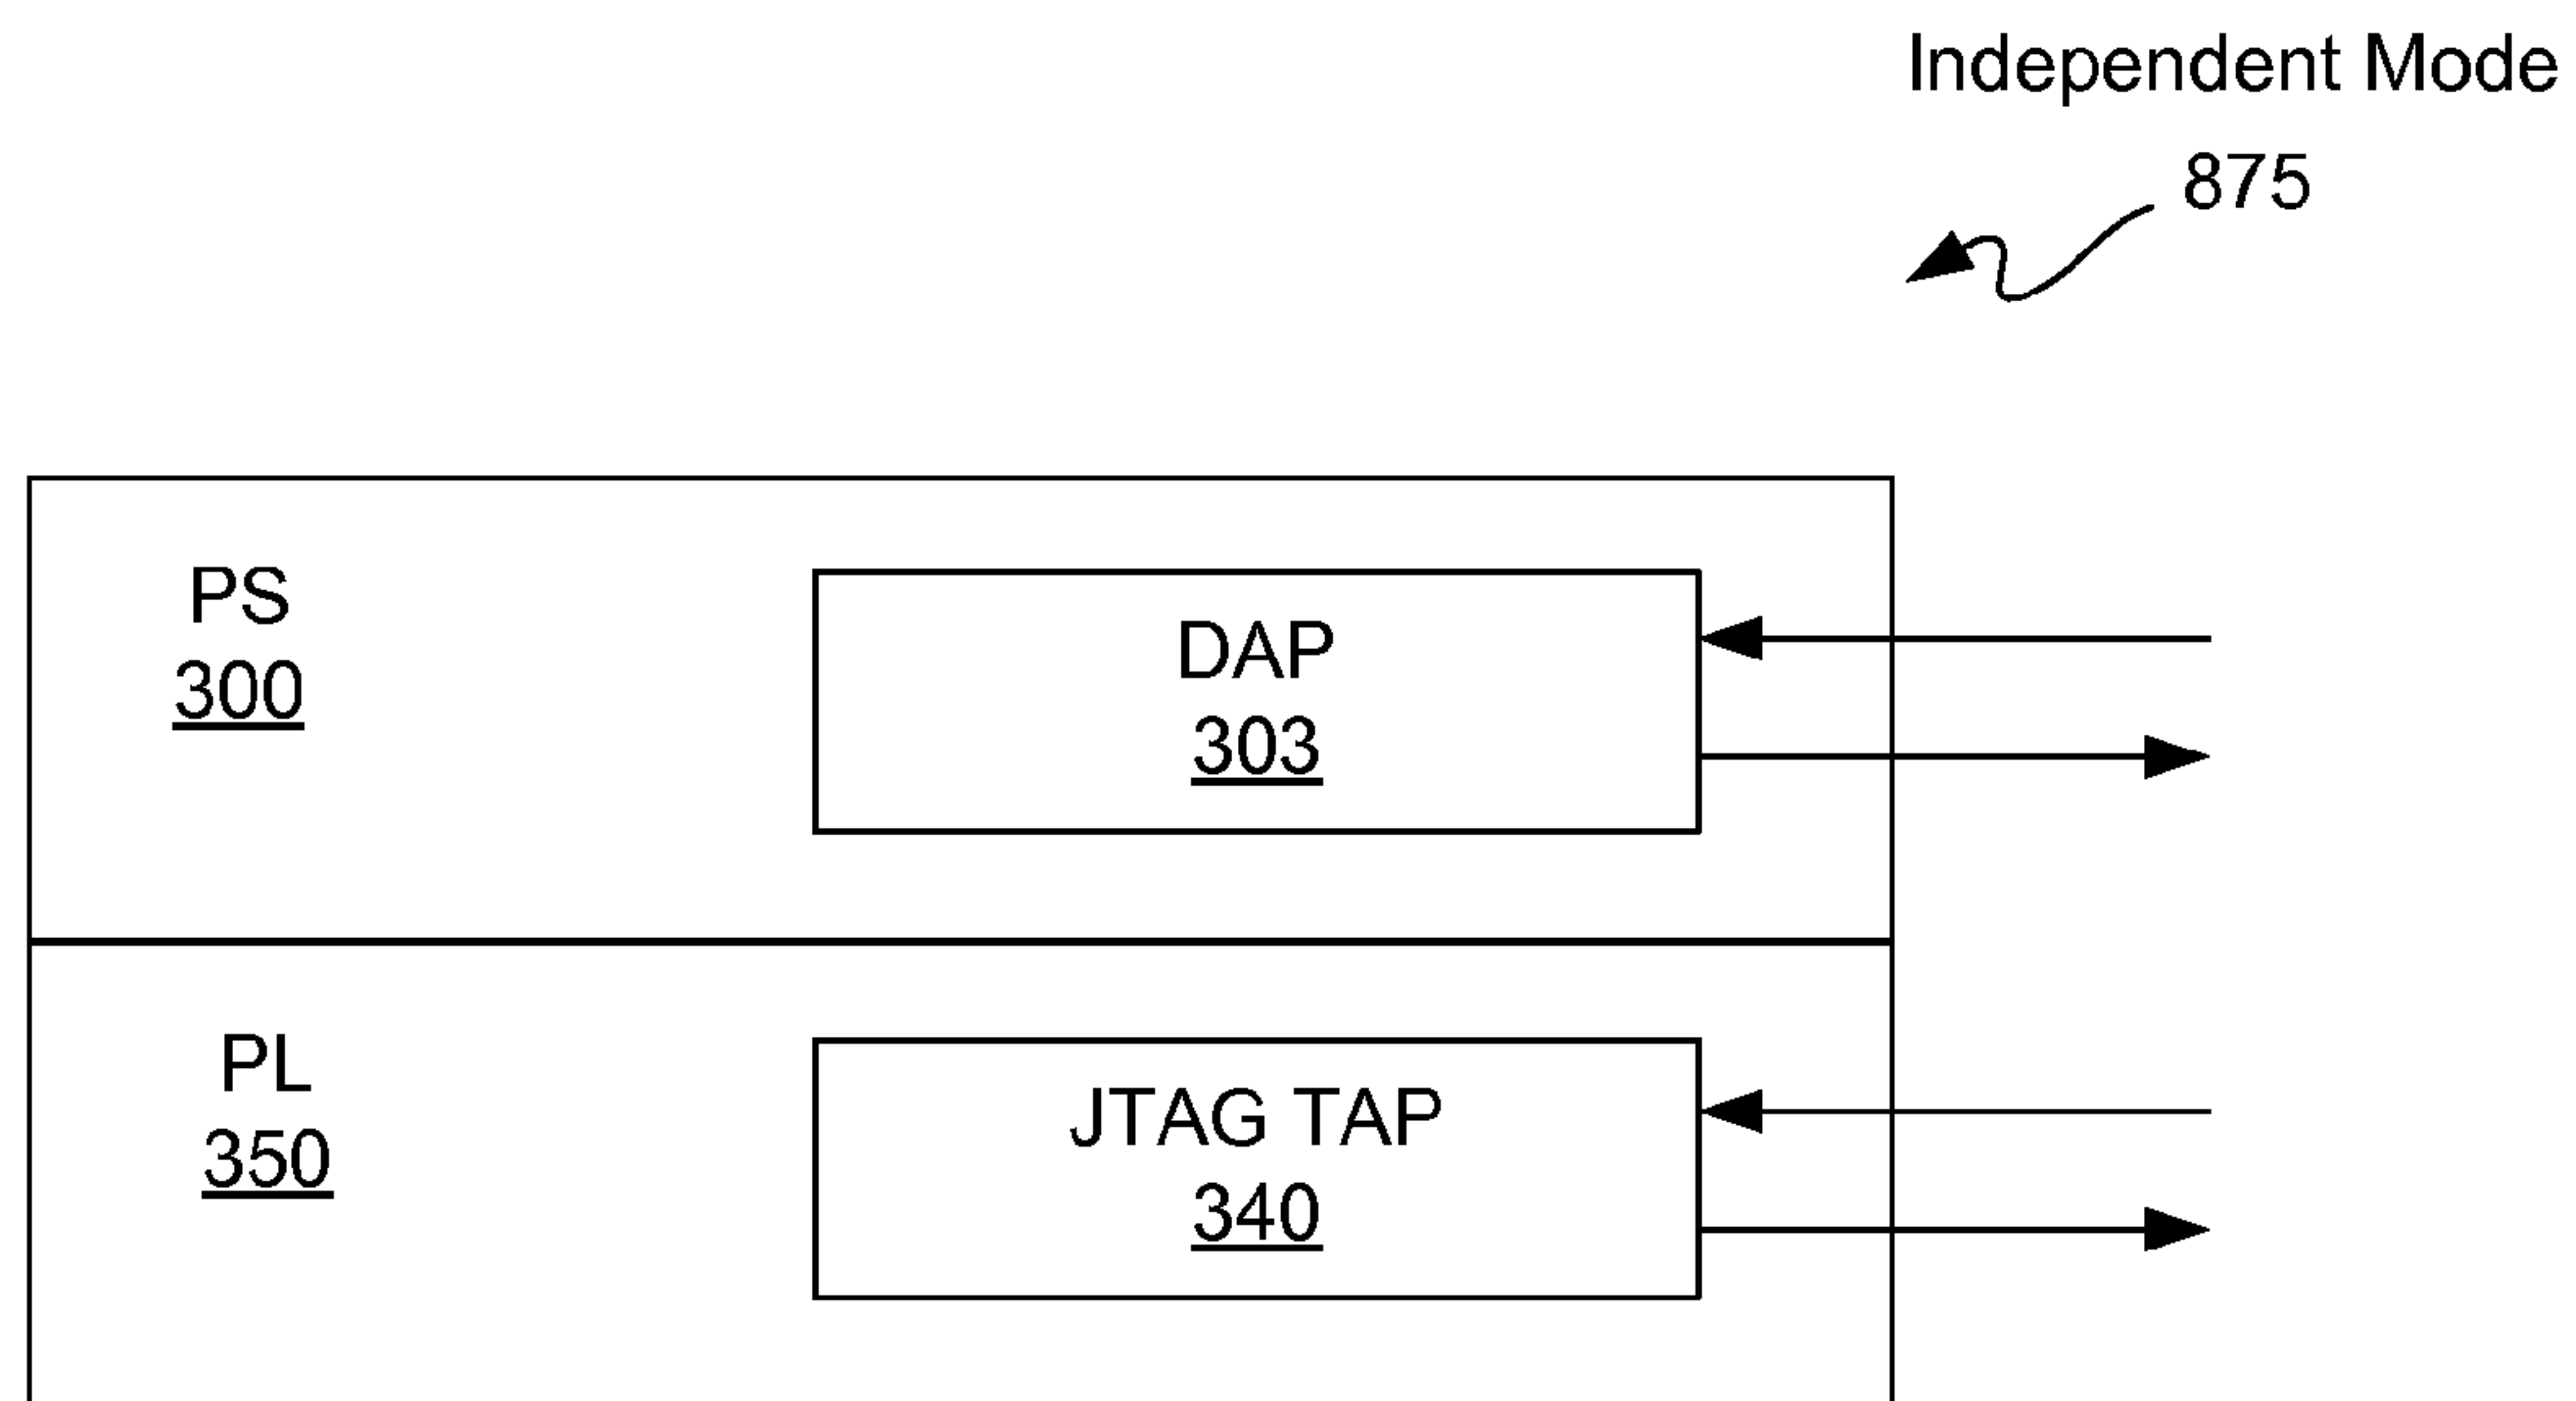 Independent Mode
875
PS
300
DAP
303
PL
350
JTAG TAP
340